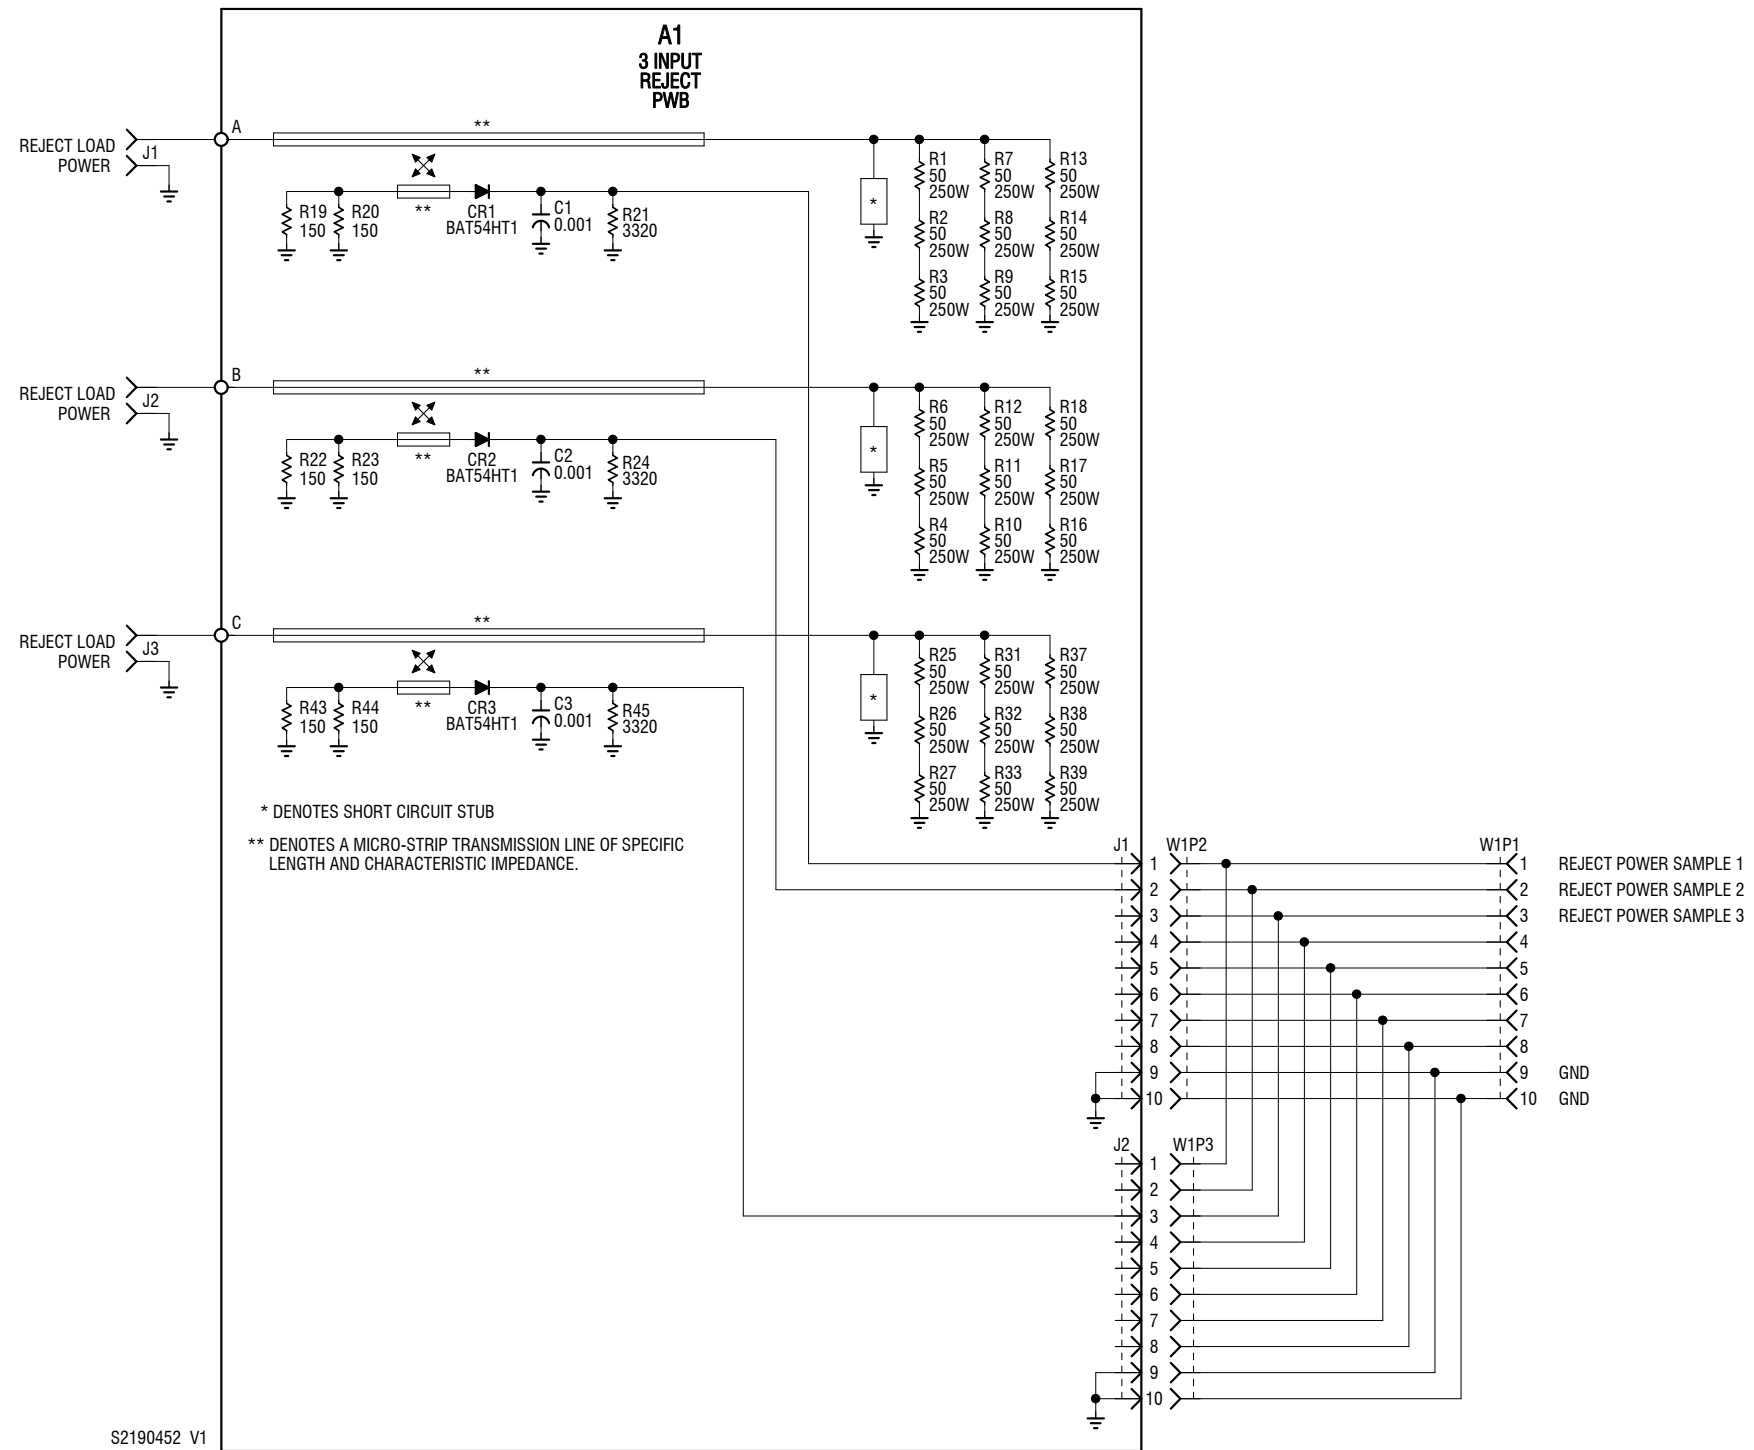 A1
3 INPUT
REJECT
PWB
REJECT LOAD
POWER
J1
A
**
**
R19
150
R20
150
CR1
BAT54HT1
C1
0.001
R21
3320
*
R1
50
250W
R7
50
250W
R13
50
250W
R2
50
250W
R8
50
250W
R14
50
250W
R3
50
250W
R9
50
250W
R15
50
250W
REJECT LOAD
POWER
J2
B
**
**
R22
150
R23
150
CR2
BAT54HT1
C2
0.001
R24
3320
*
R6
50
250W
R12
50
250W
R18
50
250W
R5
50
250W
R11
50
250W
R17
50
250W
R4
50
250W
R10
50
250W
R16
50
250W
REJECT LOAD
POWER
J3
C
**
**
R43
150
R44
150
CR3
BAT54HT1
C3
0.001
R45
3320
*
R25
50
250W
R31
50
250W
R37
50
250W
R26
50
250W
R32
50
250W
R38
50
250W
R27
50
250W
R33
50
250W
R39
50
250W
* DENOTES SHORT CIRCUIT STUB
** DENOTES A MICRO-STRIP TRANSMISSION LINE OF SPECIFIC
LENGTH AND CHARACTERISTIC IMPEDANCE.
J1 W1P2 W1P1
1 1 REJECT POWER SAMPLE 1
2 2 REJECT POWER SAMPLE 2
3 3 REJECT POWER SAMPLE 3
4 4
5 5
6 6
7 7
8 8
9 9 GND
10 10 GND
J2 W1P3
1
2
3
4
5
6
7
8
9
10
S2190452 V1